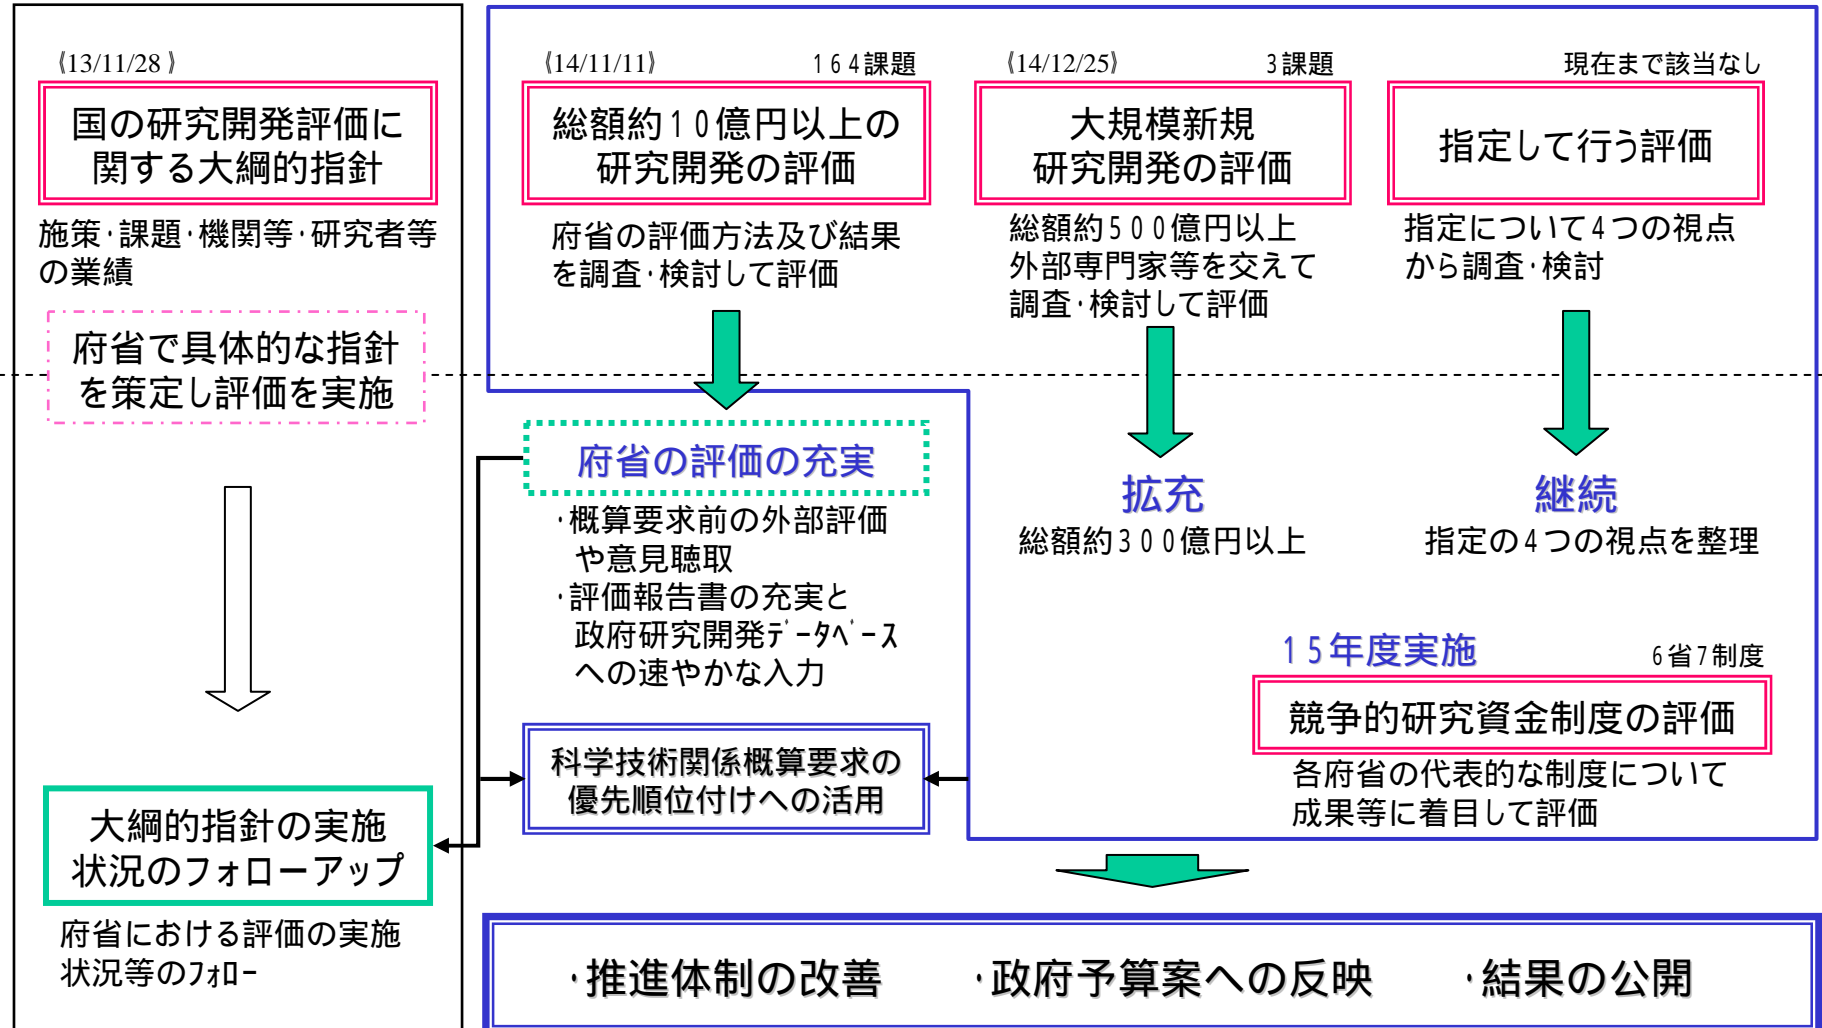 《13/11/28 》
国の研究開発評価に
関する大綱的指針
施策･課題･機関等･研究者等
の業績
府省で具体的な指針
を策定し評価を実施
大綱的指針の実施
状況のフォローアップ
府省における評価の実施
状況等のﾌｫﾛｰ
《14/11/11》 164課題
総額約10億円以上の
研究開発の評価
府省の評価方法及び結果
を調査･検討して評価
府省の評価の充実
･概算要求前の外部評価
や意見聴取
･評価報告書の充実と
政府研究開発ﾃﾞｰﾀﾍﾞｰｽ
への速やかな入力
科学技術関係概算要求の
優先順位付けへの活用
《14/12/25》 3課題
大規模新規
研究開発の評価
総額約500億円以上
外部専門家等を交えて
調査･検討して評価
拡充
総額約300億円以上
現在まで該当なし
指定して行う評価
指定について4つの視点
から調査･検討
継続
指定の4つの視点を整理
15年度実施 6省7制度
競争的研究資金制度の評価
各府省の代表的な制度について
成果等に着目して評価
･推進体制の改善 ･政府予算案への反映 ･結果の公開